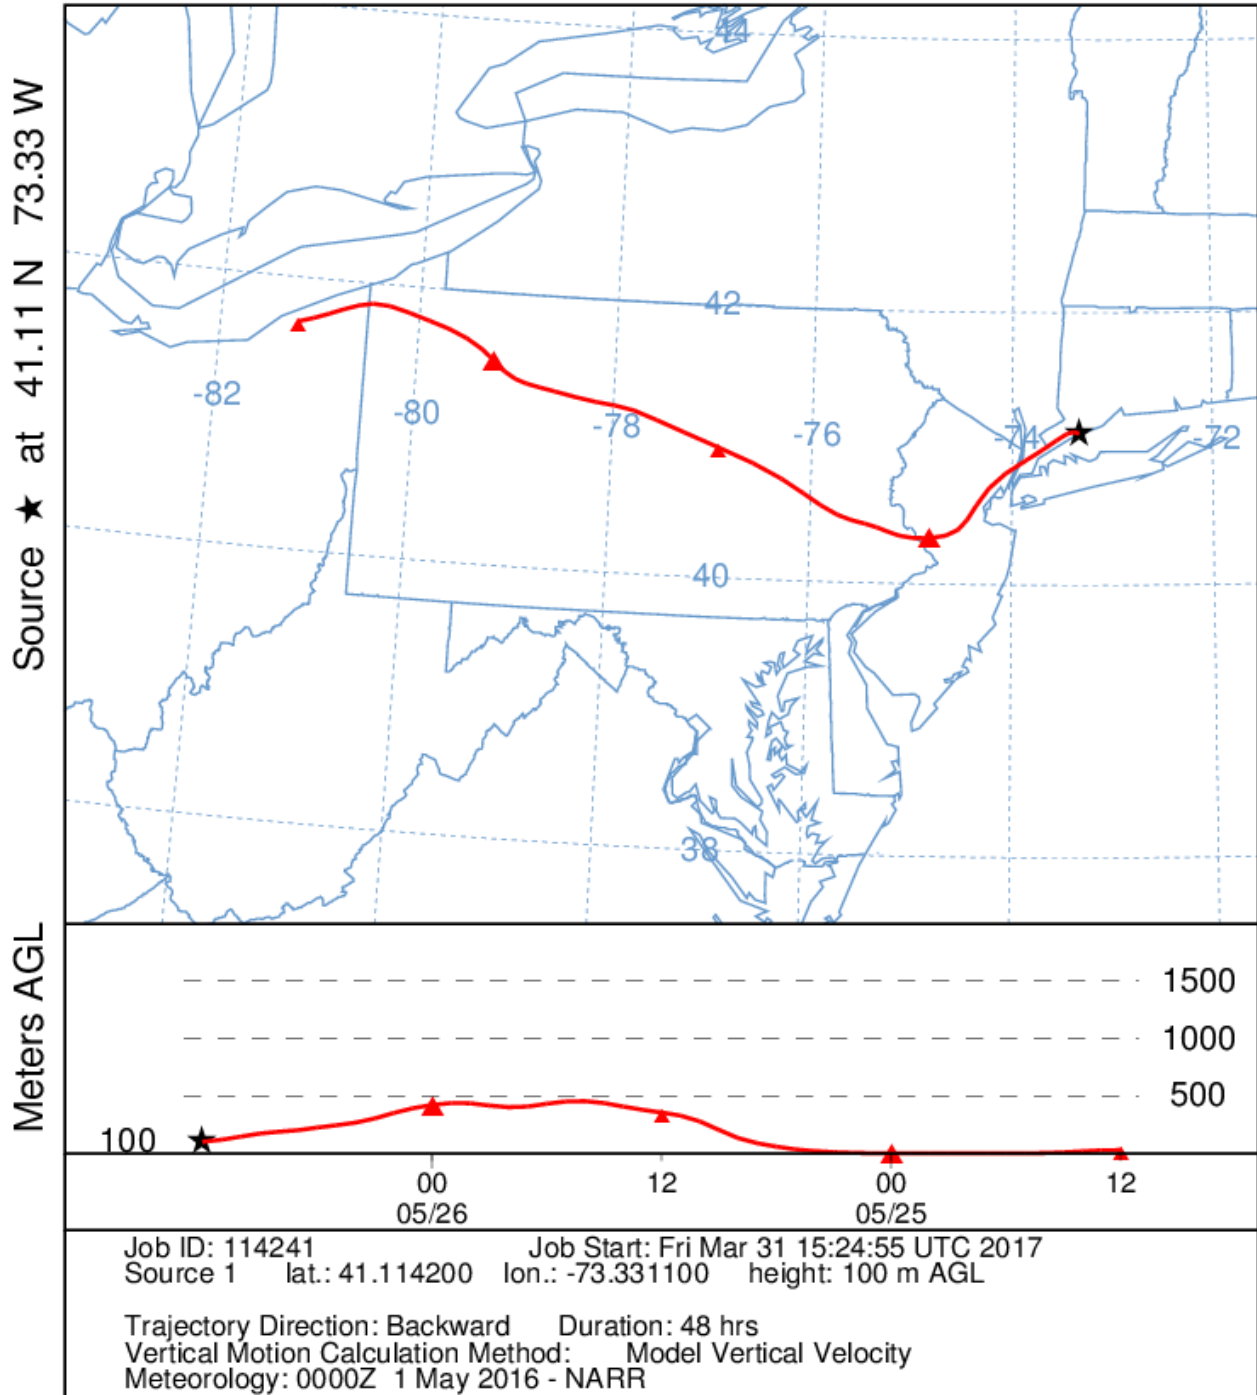 Source ★ at 41.11 N 73.33 W
44
42
-82
-80
-78
-76
-74
-72
40
38
Meters AGL
1500
1000
500
100
00 12 00 12
05/26 05/25
Job ID: 114241 Job Start: Fri Mar 31 15:24:55 UTC 2017
Source 1 lat.: 41.114200 lon.: -73.331100 height: 100 m AGL
Trajectory Direction: Backward Duration: 48 hrs
Vertical Motion Calculation Method: Model Vertical Velocity
Meteorology: 0000Z 1 May 2016 - NARR